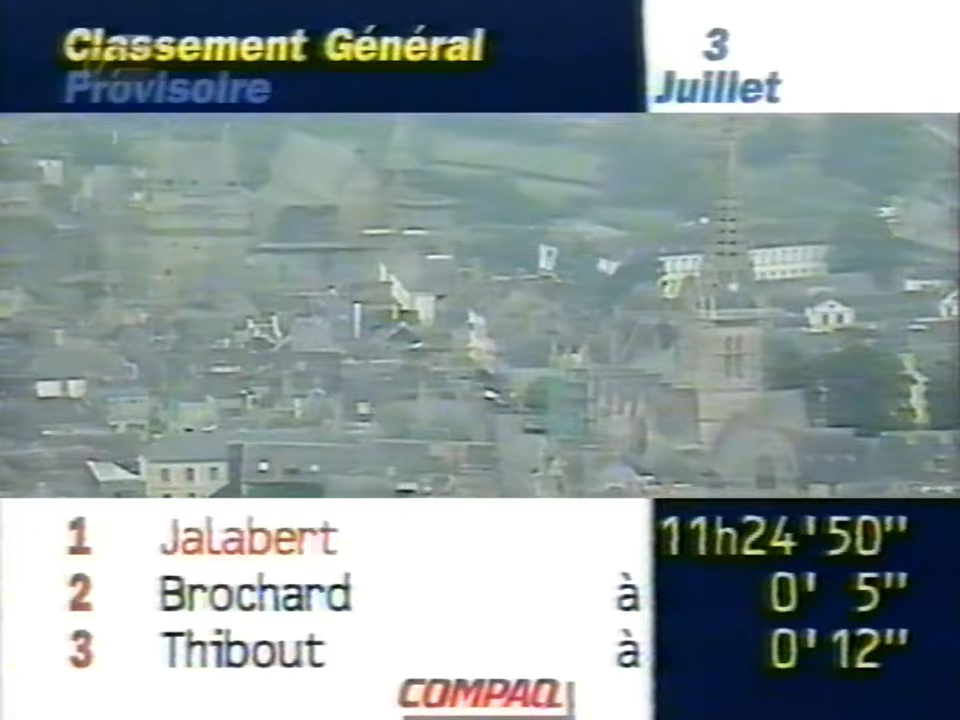 Classement Général
Provisoire
3
Juillet
1 Jalabert 11h24'50"
2 Brochard à 0' 5"
3 Thibout à 0'12"
COMPAQ